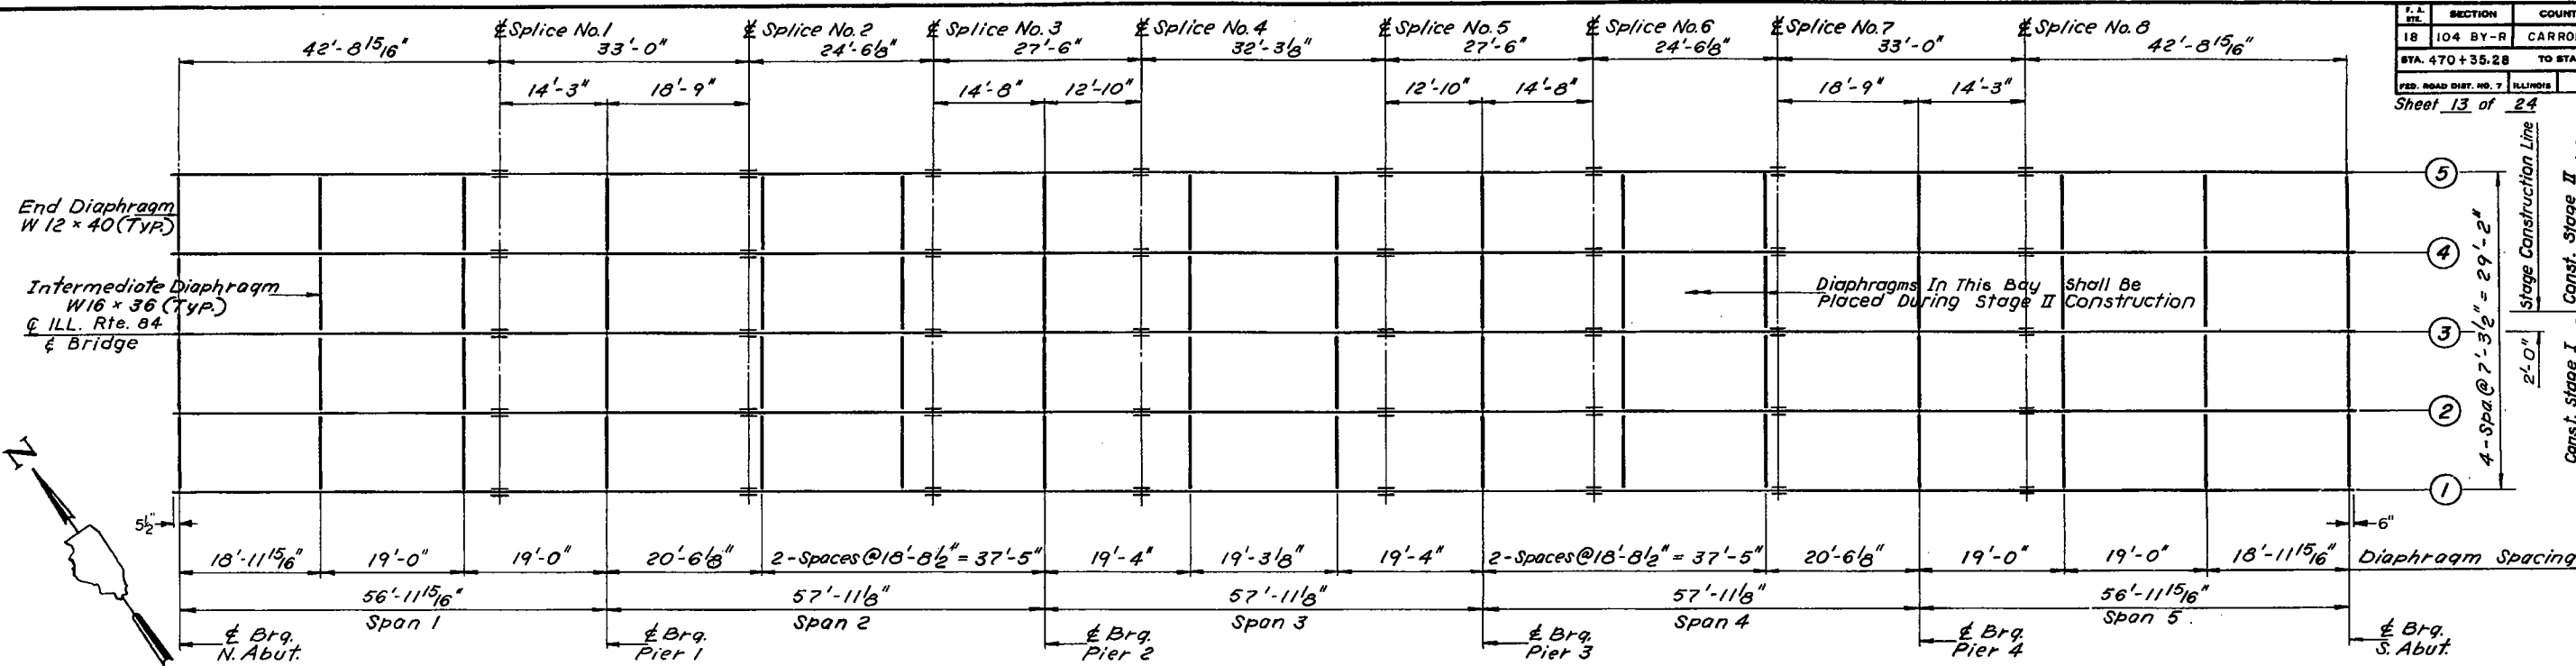 F. A. RTE. SECTION COUNT
18 104 BY-R CARRO
STA. 470+35.28 TO STA
FED. ROAD DIST. NO. 7 ILLINOIS
Sheet 13 of 24
℄ Splice No.1 ℄ Splice No.2 ℄ Splice No.3 ℄ Splice No.4 ℄ Splice No.5 ℄ Splice No.6 ℄ Splice No.7 ℄ Splice No.8
42'-8 15/16" 33'-0" 24'-6 1/8" 27'-6" 32'-3 1/8" 27'-6" 24'-6 1/8" 33'-0" 42'-8 15/16"
14'-3" 18'-9" 14'-8" 12'-10" 12'-10" 14'-8" 18'-9" 14'-3"
End Diaphragm
W 12 x 40 (Typ.)
Intermediate Diaphragm
W16 x 36 (Typ.)
℄ ILL. Rte. 84
℄ Bridge
Diaphragms In This Bay Shall Be
Placed During Stage II Construction
5
4
3
2
1
4-Spa.@7'-3 1/2" = 29'-2"
Stage Construction Line
2'-0"
Const. Stage II
Const. Stage I
N
5 1/2"
6"
18'-11 15/16" 19'-0" 19'-0" 20'-6 1/8" 2-Spaces@18'-8 1/2" = 37'-5" 19'-4" 19'-3 1/8" 19'-4" 2-Spaces@18'-8 1/2" = 37'-5" 20'-6 1/8" 19'-0" 19'-0" 18'-11 15/16" Diaphragm Spacing
56'-11 15/16" 57'-11 1/8" 57'-11 1/8" 57'-11 1/8" 56'-11 15/16"
Span 1 Span 2 Span 3 Span 4 Span 5
℄ Brg. ℄ Brg. ℄ Brg. ℄ Brg. ℄ Brg. ℄ Brg.
N. Abut. Pier 1 Pier 2 Pier 3 Pier 4 S. Abut.